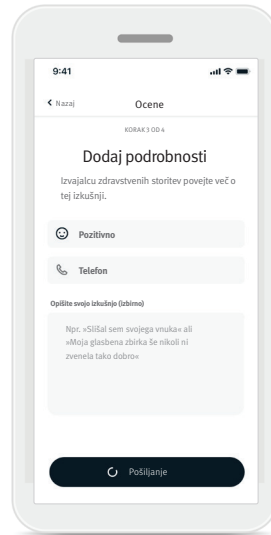 9:41
Nazaj
Ocene
KORAK 3 OD 4
Dodaj podrobnosti
Izvajalcu zdravstvenih storitev povejte več o
tej izkušnji.
Pozitivno
Telefon
Opišite svojo izkušnjo (izbirno)
Npr. »Slišal sem svojega vnuka« ali
»Moja glasbena zbirka še nikoli ni
zvenela tako dobro«
Pošiljanje